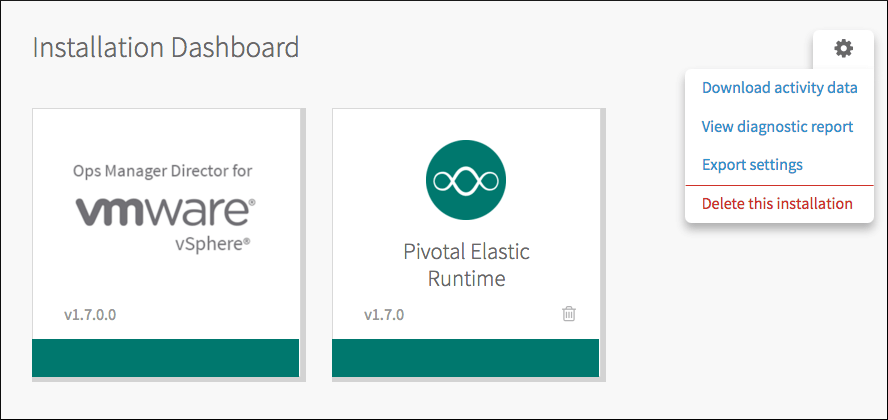 Installation Dashboard
Download activity data
View diagnostic report
Export settings
Delete this installation
Ops Manager Director for
vmware®
vSphere®
v1.7.0.0
Pivotal Elastic
Runtime
v1.7.0